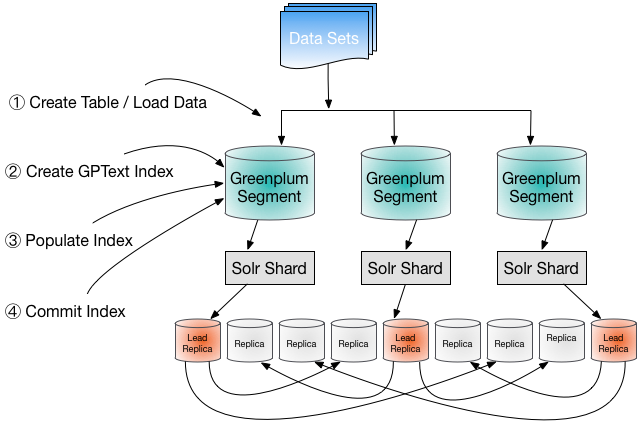 Data Sets
① Create Table / Load Data
② Create GPText Index
③ Populate Index
④ Commit Index
Greenplum
Segment
Greenplum
Segment
Greenplum
Segment
Solr Shard
Solr Shard
Solr Shard
Lead
Replica
Replica
Replica
Replica
Lead
Replica
Replica
Replica
Replica
Lead
Replica